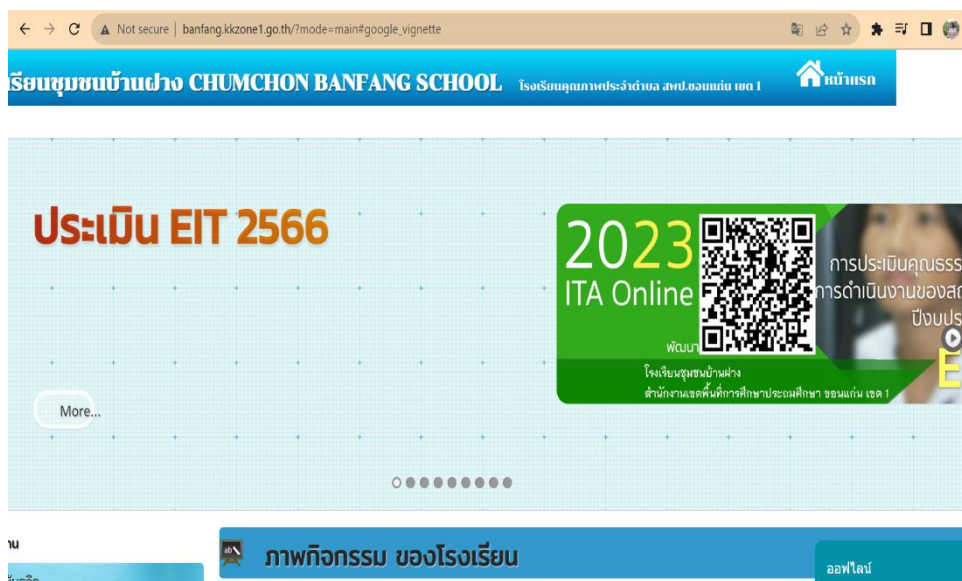 Not secure | banfang.kkzone1.go.th/?mode=main#google_vignette
เรียนชุมชนบ้านฝาง CHUMCHON BANFANG SCHOOL โรงเรียนคุณภาพประจำตำบล สพป.ขอนแก่น เขต 1 หน้าแรก
ประเมิน EIT 2566
2023
ITA Online
พัฒนา
การประเมินคุณธรร
การดำเนินงานของสถ
ปีงบประ
E
โรงเรียนชุมชนบ้านฝาง
สำนักงานเขตพื้นที่การศึกษาประถมศึกษา ขอนแก่น เขต 1
More...
ภาพกิจกรรม ของโรงเรียน
ออฟไลน์